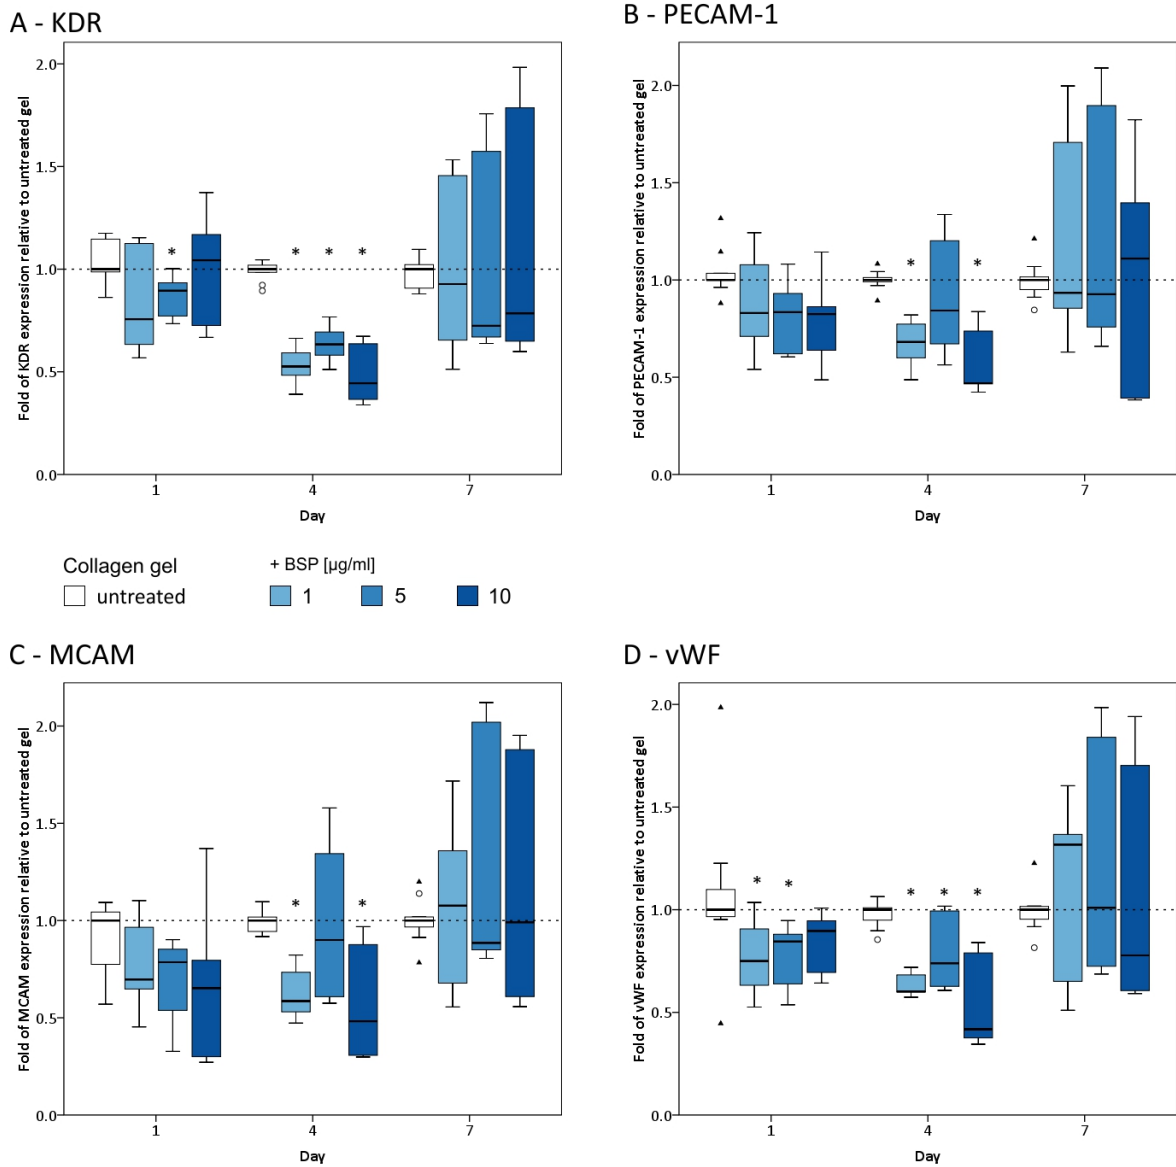 A - KDR
Fold of KDR expression relative to untreated gel
2.0
1.5
1.0
0.5
0.0
* * * *
1 4 7
Day
B - PECAM-1
Fold of PECAM-1 expression relative to untreated gel
2.0
1.5
1.0
0.5
0.0
* *
1 4 7
Day
Collagen gel + BSP [µg/ml]
untreated 1 5 10
C - MCAM
Fold of MCAM expression relative to untreated gel
2.0
1.5
1.0
0.5
0.0
* *
1 4 7
Day
D - vWF
Fold of vWF expression relative to untreated gel
2.0
1.5
1.0
0.5
0.0
* * * * *
1 4 7
Day